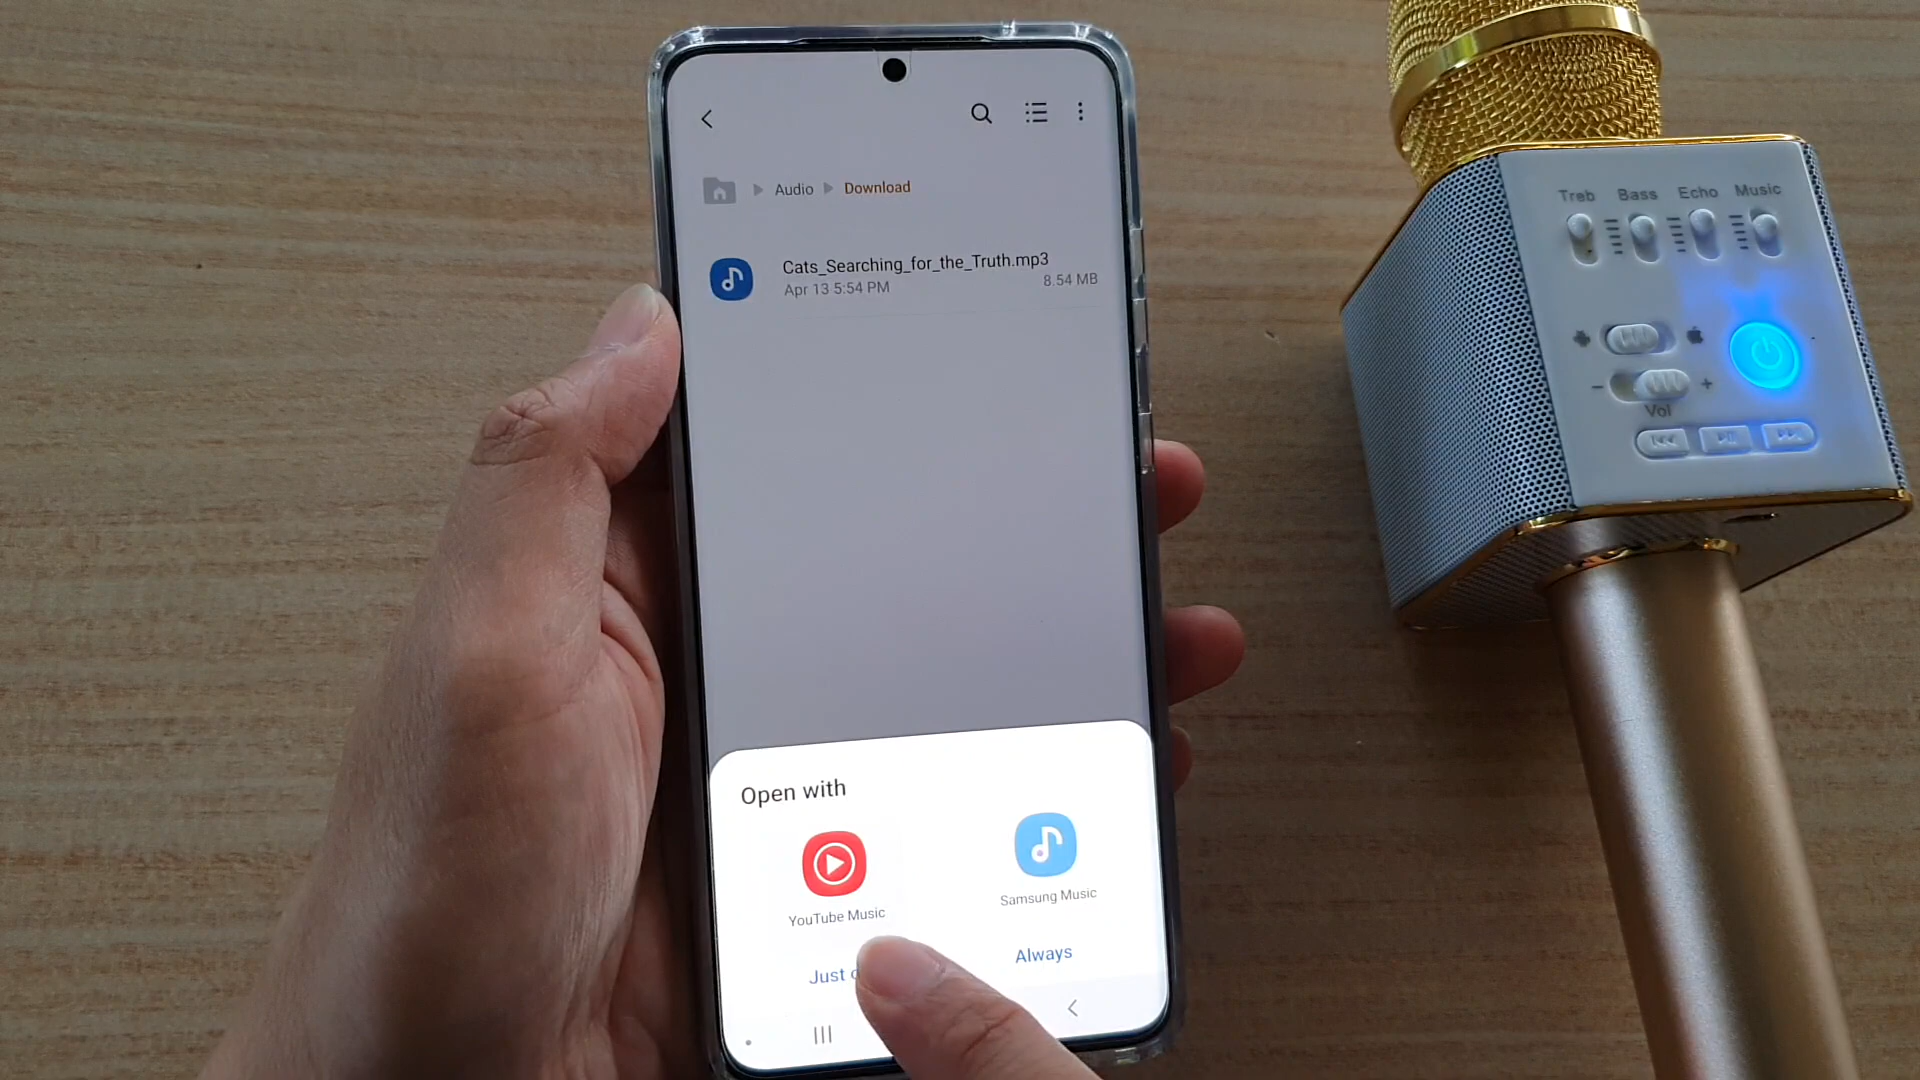 Audio Download
Cats_Searching_for_the_Truth.mp3
Apr 13 5:54 PM 8.54 MB
Open with
YouTube Music Samsung Music
Just Always
Treb Bass Echo Music
- +
Vol